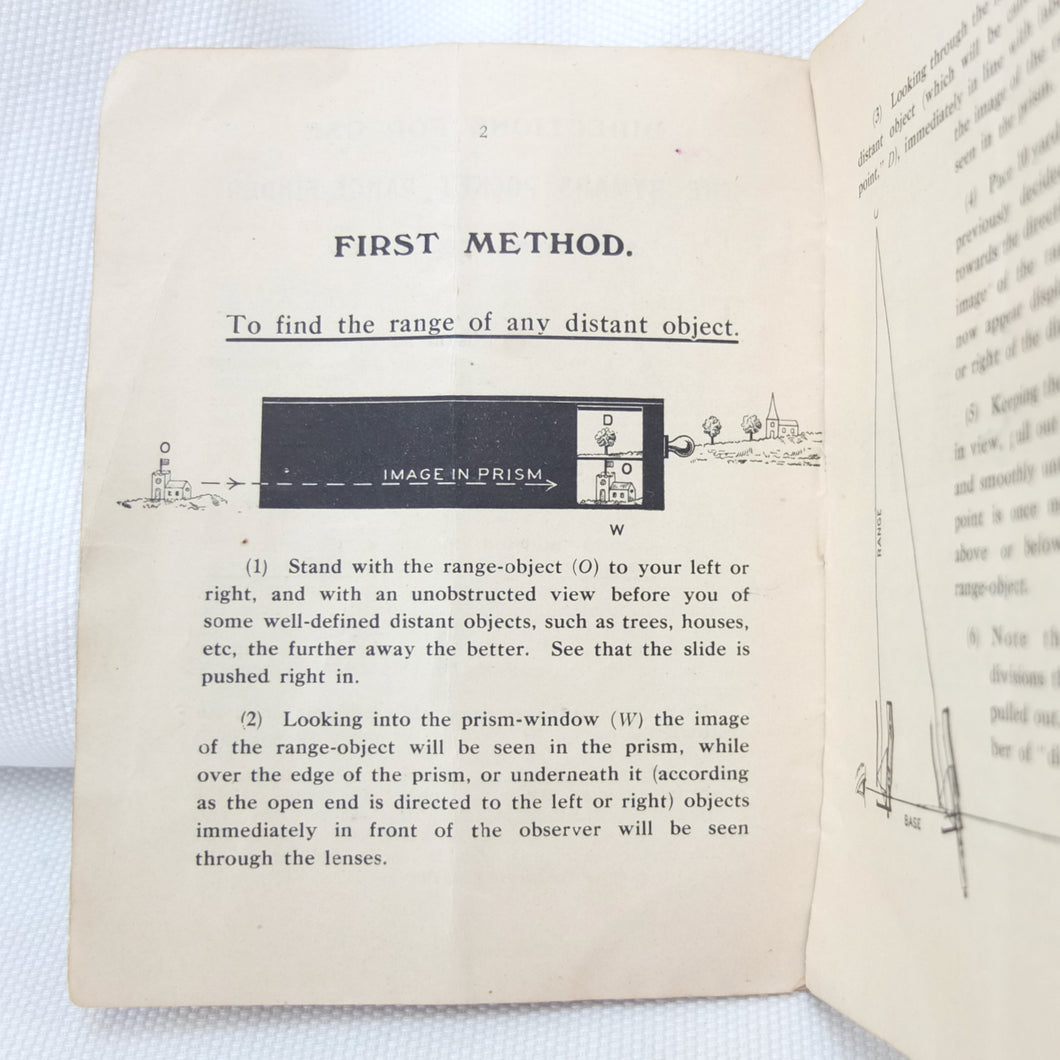 2
FIRST METHOD.
To find the range of any distant object.
O
D
O
IMAGE IN PRISM
W
(1) Stand with the range-object (O) to your left or
right, and with an unobstructed view before you of
some well-defined distant objects, such as trees, houses,
etc, the further away the better. See that the slide is
pushed right in.
(2) Looking into the prism-window (W) the image
of the range-object will be seen in the prism, while
over the edge of the prism, or underneath it (according
as the open end is directed to the left or right) objects
immediately in front of the observer will be seen
through the lenses.
(3) Looking through the
distant object (which will be
point," D), immediately in line with
the image of the
seen in the prism.
(4) Pace 10
previously decided
towards the
image of the
now appear
or right of the
(5) Keeping the
in view, pull out
and smoothly
point is once
above or below
range-object.
(6) Note
divisions
pulled out,
ber of
RANGE
BASE